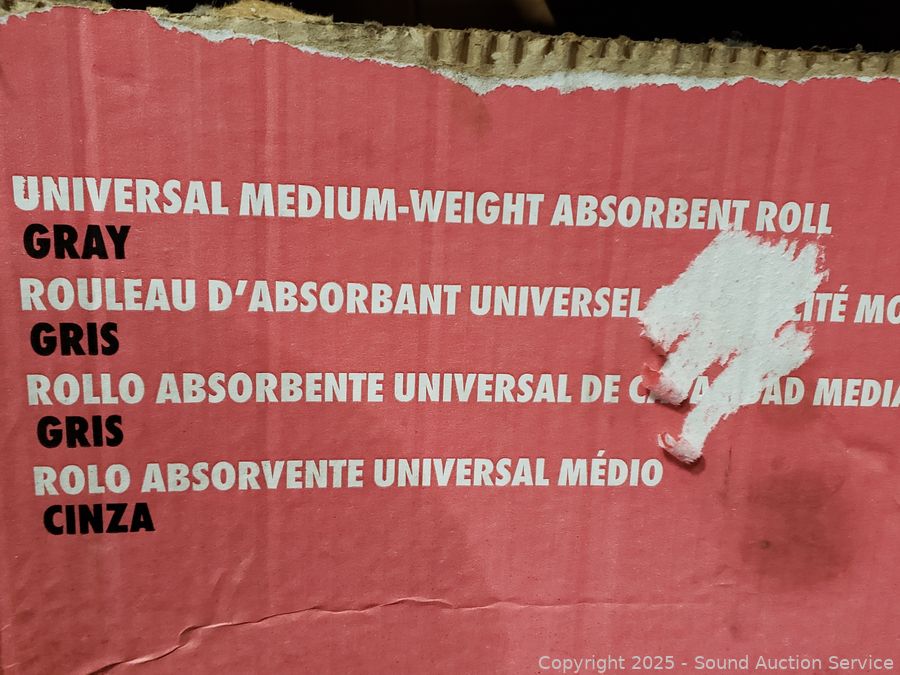 UNIVERSAL MEDIUM-WEIGHT ABSORBENT ROLL
GRAY
ROULEAU D'ABSORBANT UNIVERSEL
GRIS
ROLLO ABSORBENTE UNIVERSAL DE MEDIA
GRIS
ROLO ABSORVENTE UNIVERSAL MÉDIO
CINZA
Copyright 2025 - Sound Auction Service